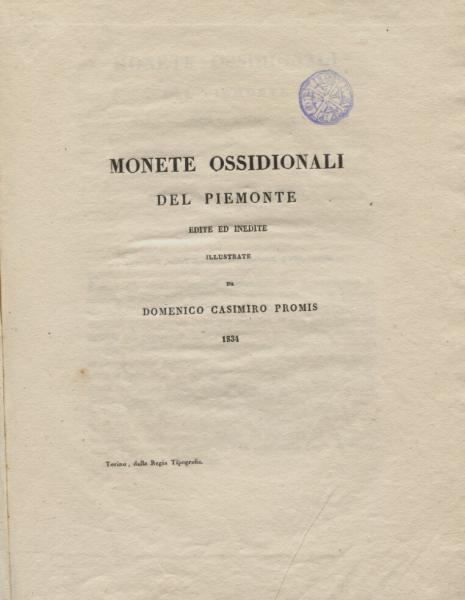 MONETE OSSIDIONALI
DEL PIEMONTE
EDITE ED INEDITE
ILLUSTRATE
DA
DOMENICO CASIMIRO PROMIS
1834
Torino, dalla Regia Tipografia.